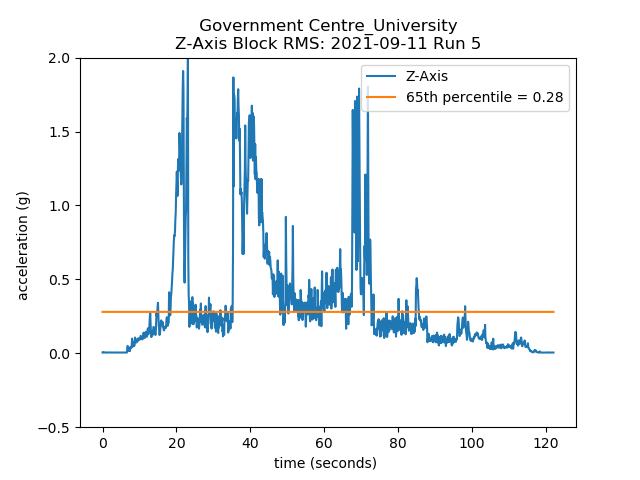 Government Centre_University
Z-Axis Block RMS: 2021-09-11 Run 5
Z-Axis
65th percentile = 0.28
2.0
1.5
1.0
0.5
0.0
−0.5
acceleration (g)
0 20 40 60 80 100 120
time (seconds)